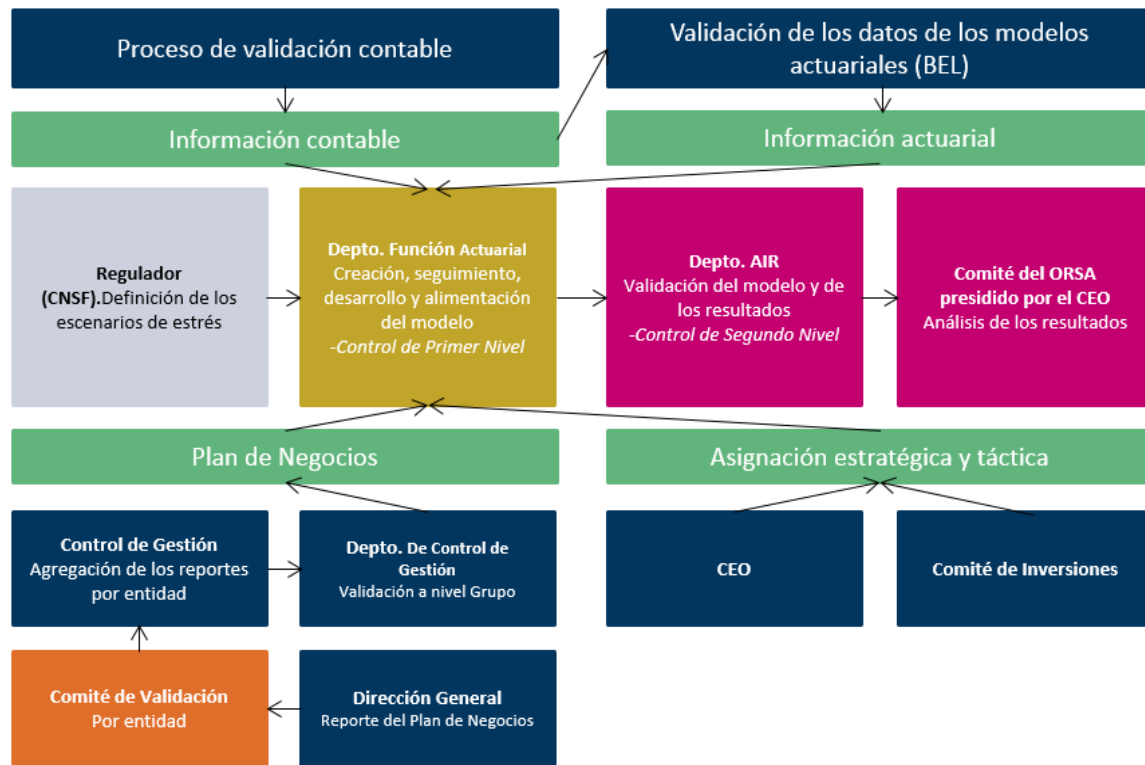 Proceso de validación contable
Validación de los datos de los modelos
actuariales (BEL)
Información contable
Información actuarial
Regulador
(CNSF).Definición de los
escenarios de estrés
Depto. Función Actuarial
Creación, seguimiento,
desarrollo y alimentación
del modelo
-Control de Primer Nivel
Depto. AIR
Validación del modelo y de
los resultados
-Control de Segundo Nivel
Comité del ORSA
presidido por el CEO
Análisis de los resultados
Plan de Negocios
Asignación estratégica y táctica
Control de Gestión
Agregación de los reportes
por entidad
Depto. De Control de
Gestión
Validación a nivel Grupo
CEO
Comité de Inversiones
Comité de Validación
Por entidad
Dirección General
Reporte del Plan de Negocios